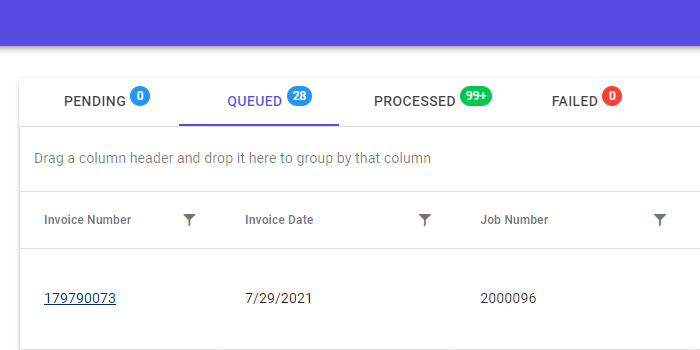 PENDING 0 QUEUED 28 PROCESSED 99+ FAILED 0
Drag a column header and drop it here to group by that column
Invoice Number Invoice Date Job Number
179790073 7/29/2021 2000096